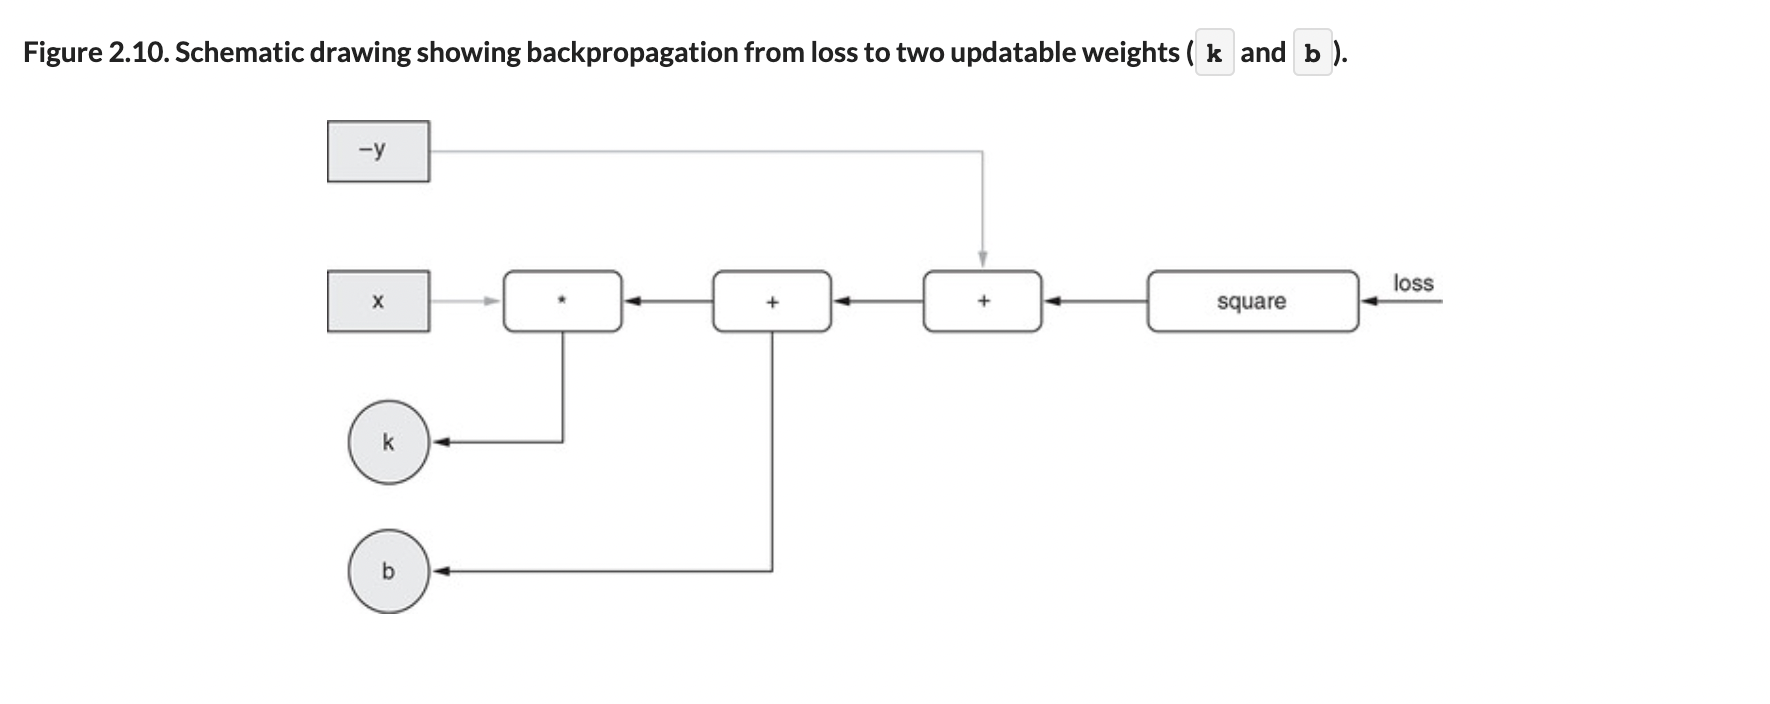 Figure 2.10. Schematic drawing showing backpropagation from loss to two updatable weights ( k and b ).
−y
x
*
+
+
square
loss
k
b